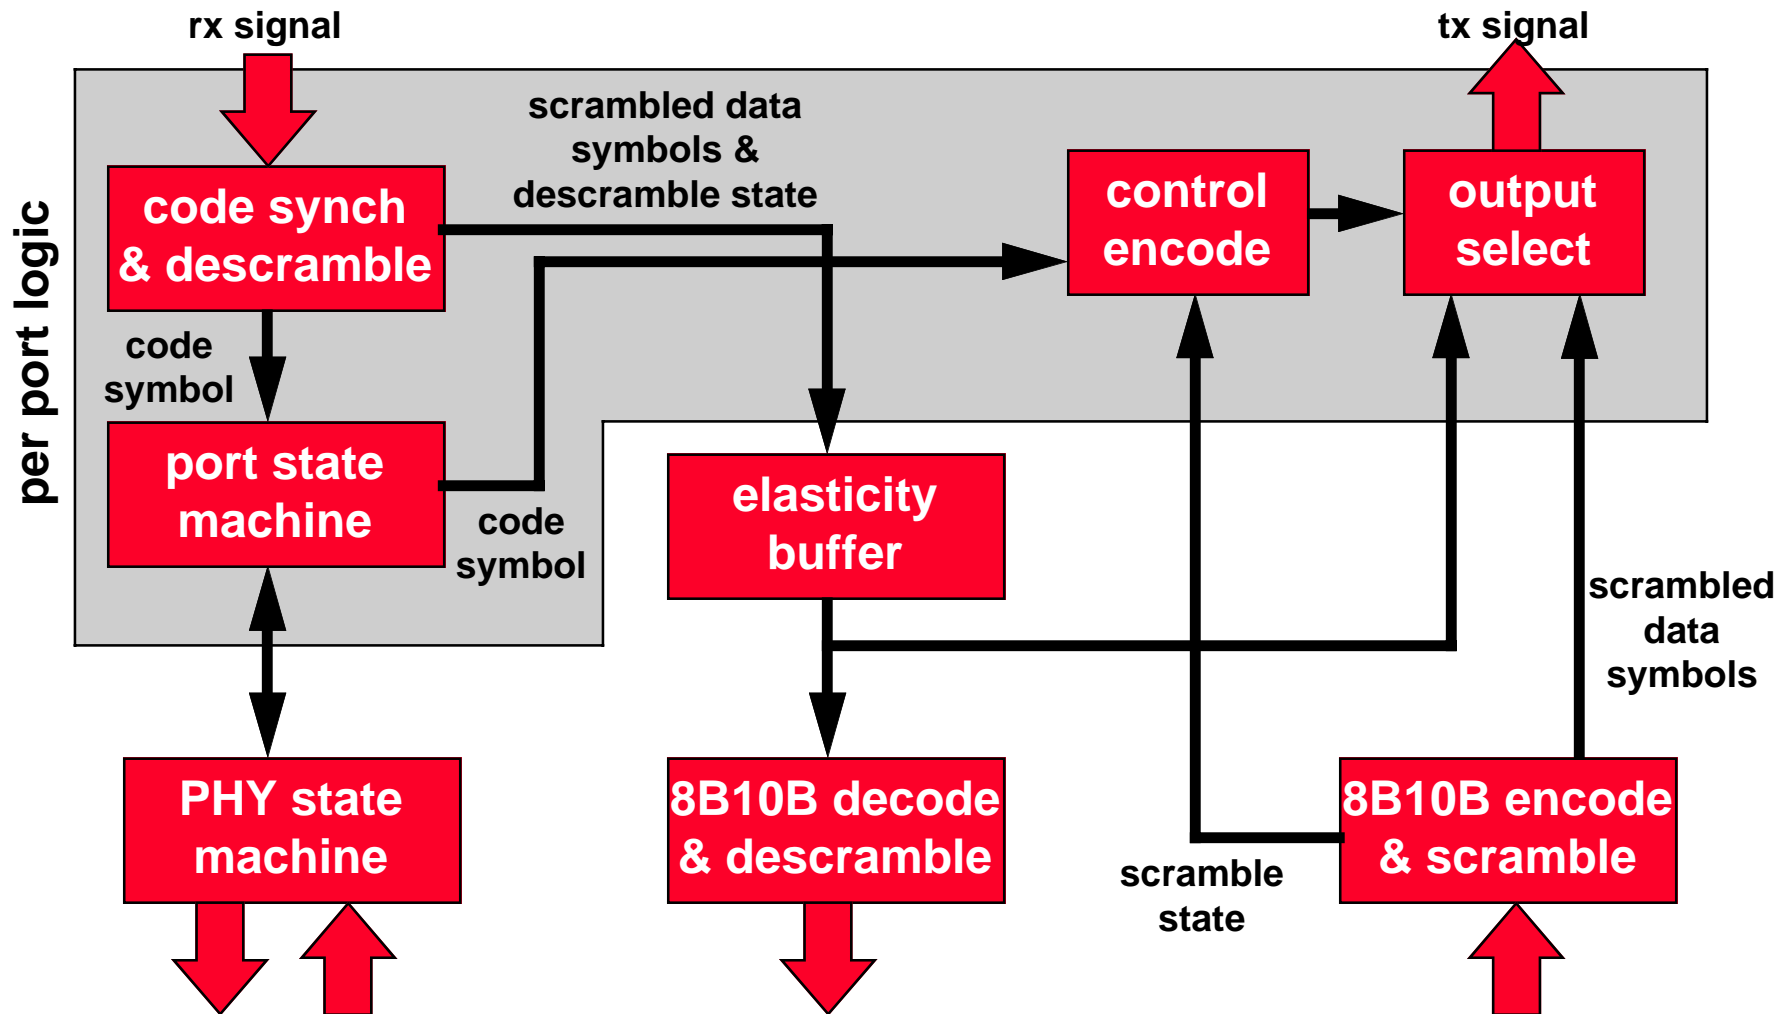 rx signal
tx signal
scrambled data
symbols &
descramble state
code synch
& descramble
control
encode
output
select
per port logic
code
symbol
port state
machine
code
symbol
elasticity
buffer
scrambled
data
symbols
PHY state
machine
8B10B decode
& descramble
scramble
state
8B10B encode
& scramble